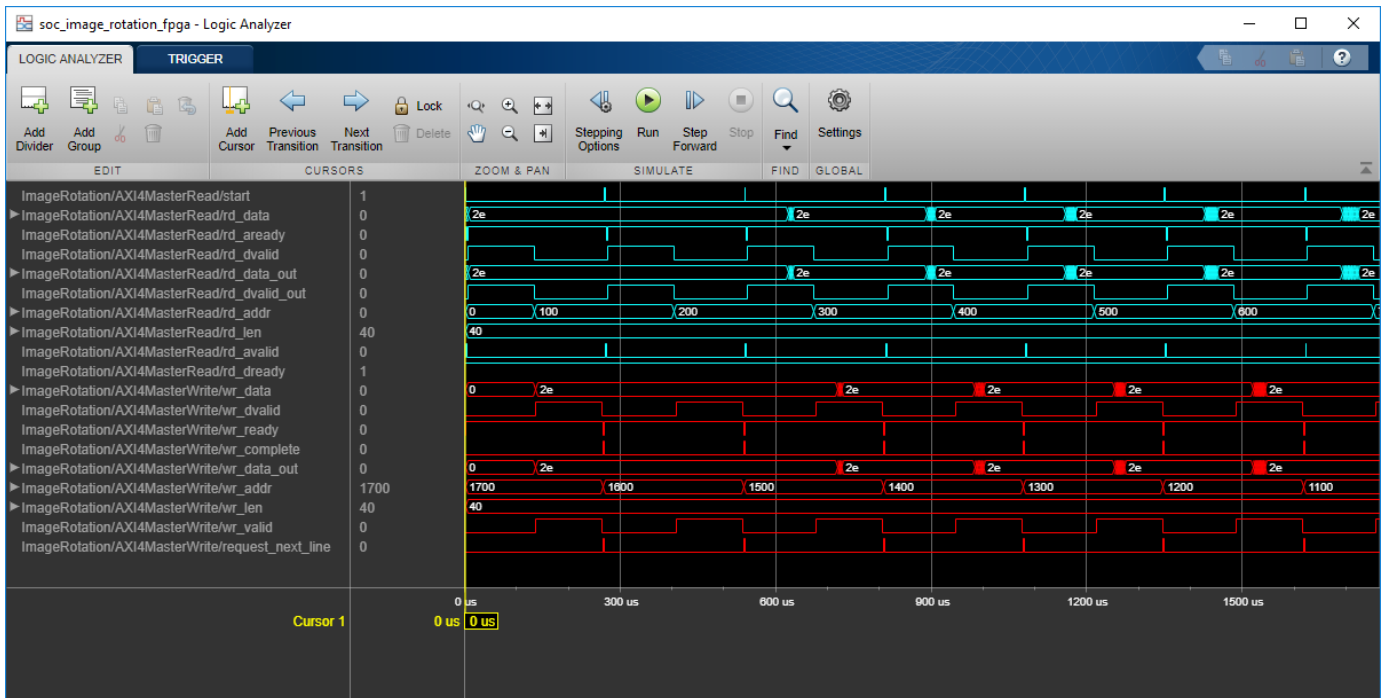 soc_image_rotation_fpga - Logic Analyzer
LOGIC ANALYZER TRIGGER
Add Divider Add Group Add Cursor Previous Transition Next Transition Lock Delete Stepping Options Run Step Forward Stop Find Settings
EDIT CURSORS ZOOM & PAN SIMULATE FIND GLOBAL
ImageRotation/AXI4MasterRead/start 1
ImageRotation/AXI4MasterRead/rd_data 0 2e 2e 2e 2e 2e 2e
ImageRotation/AXI4MasterRead/rd_aready 0
ImageRotation/AXI4MasterRead/rd_dvalid 0
ImageRotation/AXI4MasterRead/rd_data_out 0 2e 2e 2e 2e 2e 2e
ImageRotation/AXI4MasterRead/rd_dvalid_out 0
ImageRotation/AXI4MasterRead/rd_addr 0 0 100 200 300 400 500 600
ImageRotation/AXI4MasterRead/rd_len 40 40
ImageRotation/AXI4MasterRead/rd_avalid 0
ImageRotation/AXI4MasterRead/rd_dready 1
ImageRotation/AXI4MasterWrite/wr_data 0 0 2e 2e 2e 2e 2e
ImageRotation/AXI4MasterWrite/wr_dvalid 0
ImageRotation/AXI4MasterWrite/wr_ready 0
ImageRotation/AXI4MasterWrite/wr_complete 0
ImageRotation/AXI4MasterWrite/wr_data_out 0 0 2e 2e 2e 2e 2e
ImageRotation/AXI4MasterWrite/wr_addr 1700 1700 1600 1500 1400 1300 1200 1100
ImageRotation/AXI4MasterWrite/wr_len 40 40
ImageRotation/AXI4MasterWrite/wr_valid 0
ImageRotation/AXI4MasterWrite/request_next_line 0
0 us 300 us 600 us 900 us 1200 us 1500 us
Cursor 1 0 us 0 us